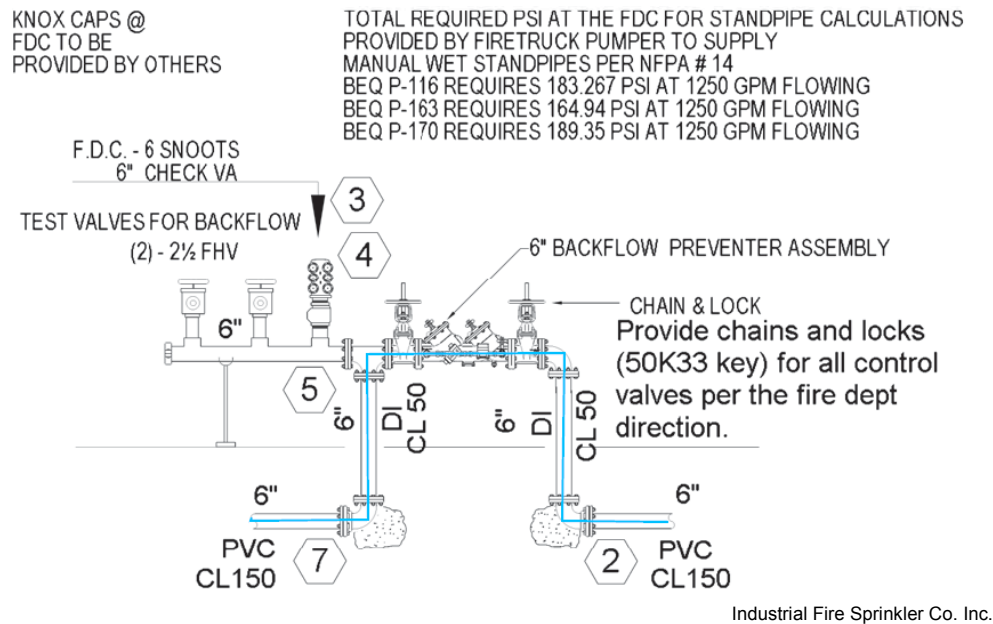 KNOX CAPS @
FDC TO BE
PROVIDED BY OTHERS
TOTAL REQUIRED PSI AT THE FDC FOR STANDPIPE CALCULATIONS
PROVIDED BY FIRETRUCK PUMPER TO SUPPLY
MANUAL WET STANDPIPES PER NFPA # 14
BEQ P-116 REQUIRES 183.267 PSI AT 1250 GPM FLOWING
BEQ P-163 REQUIRES 164.94 PSI AT 1250 GPM FLOWING
BEQ P-170 REQUIRES 189.35 PSI AT 1250 GPM FLOWING
F.D.C. - 6 SNOOTS
6" CHECK VA
3
TEST VALVES FOR BACKFLOW
(2) - 2½ FHV
4
6" BACKFLOW PREVENTER ASSEMBLY
CHAIN & LOCK
Provide chains and locks
(50K33 key) for all control
valves per the fire dept
direction.
6"
5
6"
DI
CL 50
6"
DI
CL 50
6"
6"
PVC
CL150
7
2
PVC
CL150
Industrial Fire Sprinkler Co. Inc.